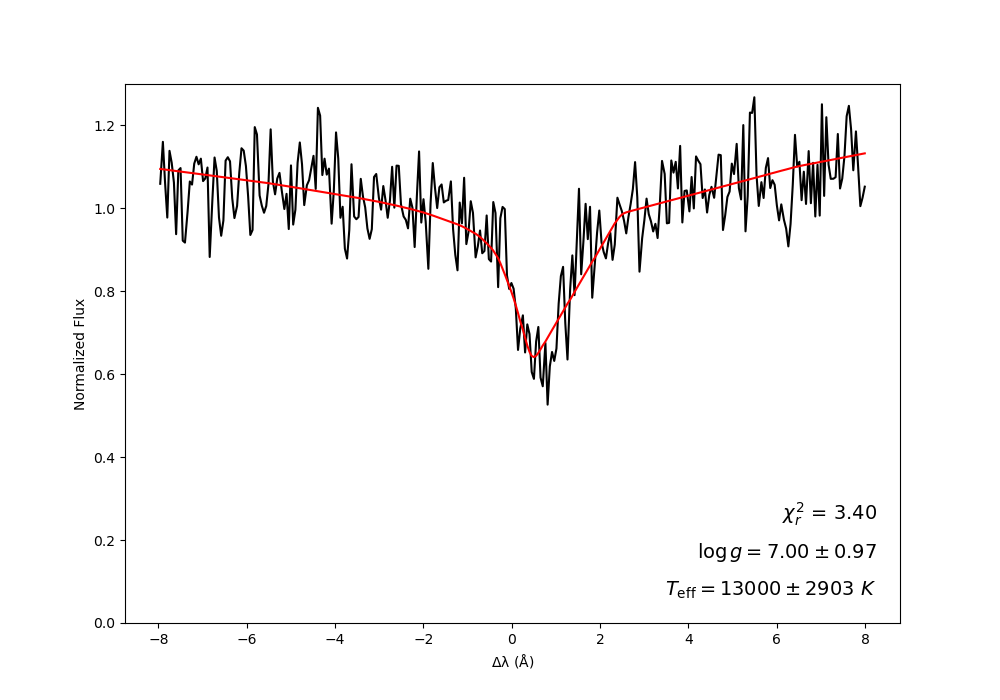 1.2
1.0
0.8
0.6
0.4
0.2
0.0
Normalized Flux
χ²ᵣ = 3.40
log g = 7.00 ± 0.97
T_eff = 13000 ± 2903 K
−8 −6 −4 −2 0 2 4 6 8
Δλ (Å)